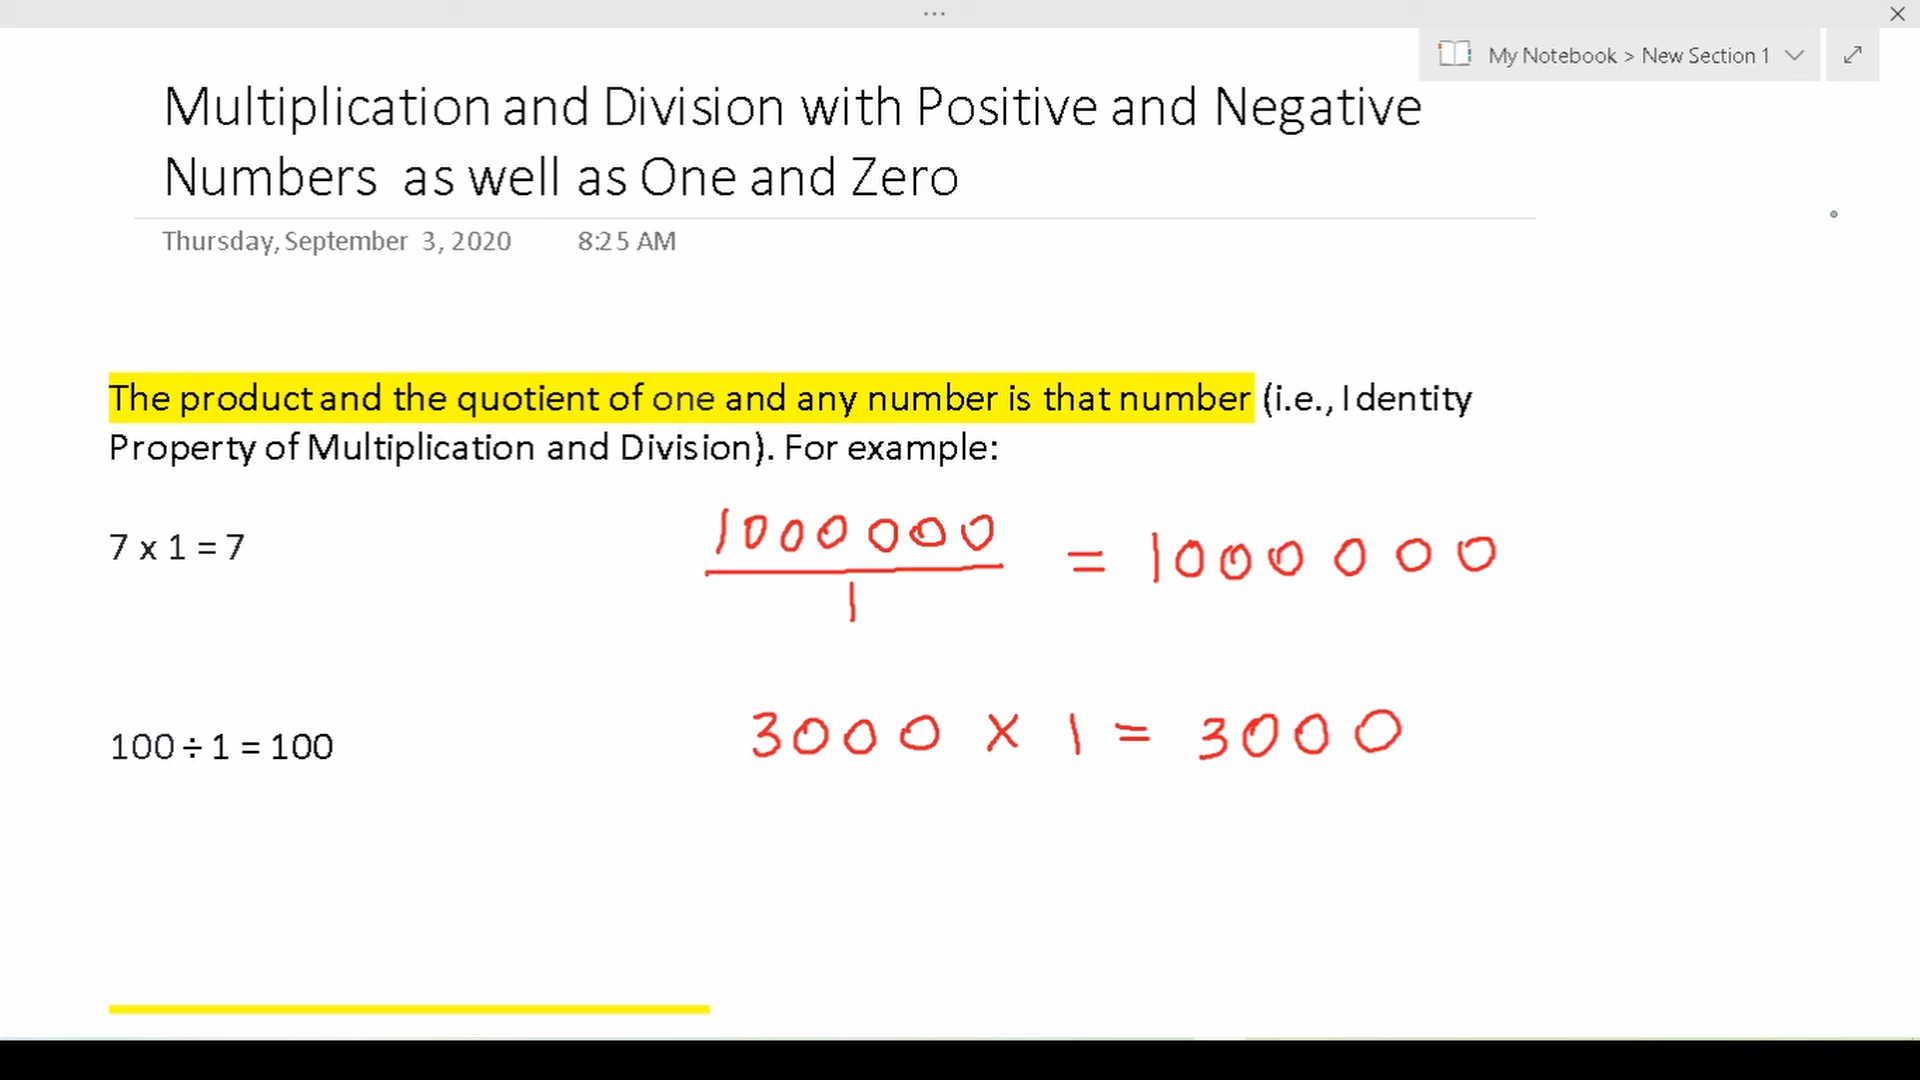 My Notebook > New Section 1
Multiplication and Division with Positive and Negative
Numbers as well as One and Zero
Thursday, September 3, 2020 8:25 AM
The product and the quotient of one and any number is that number (i.e., Identity
Property of Multiplication and Division). For example:
7 x 1 = 7
1000000
1
= 1000000
100 ÷ 1 = 100
3000 x 1 = 3000